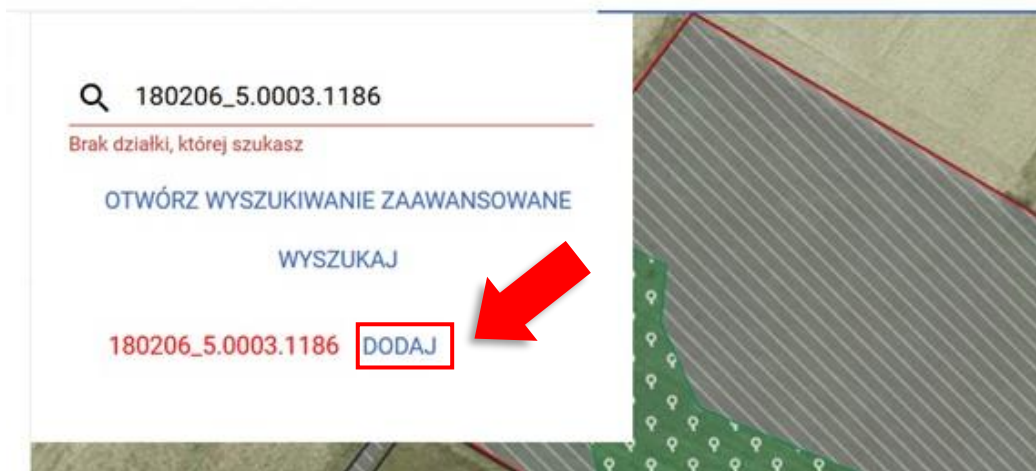 180206_5.0003.1186
Brak działki, której szukasz
OTWÓRZ WYSZUKIWANIE ZAAWANSOWANE
WYSZUKAJ
180206_5.0003.1186 DODAJ